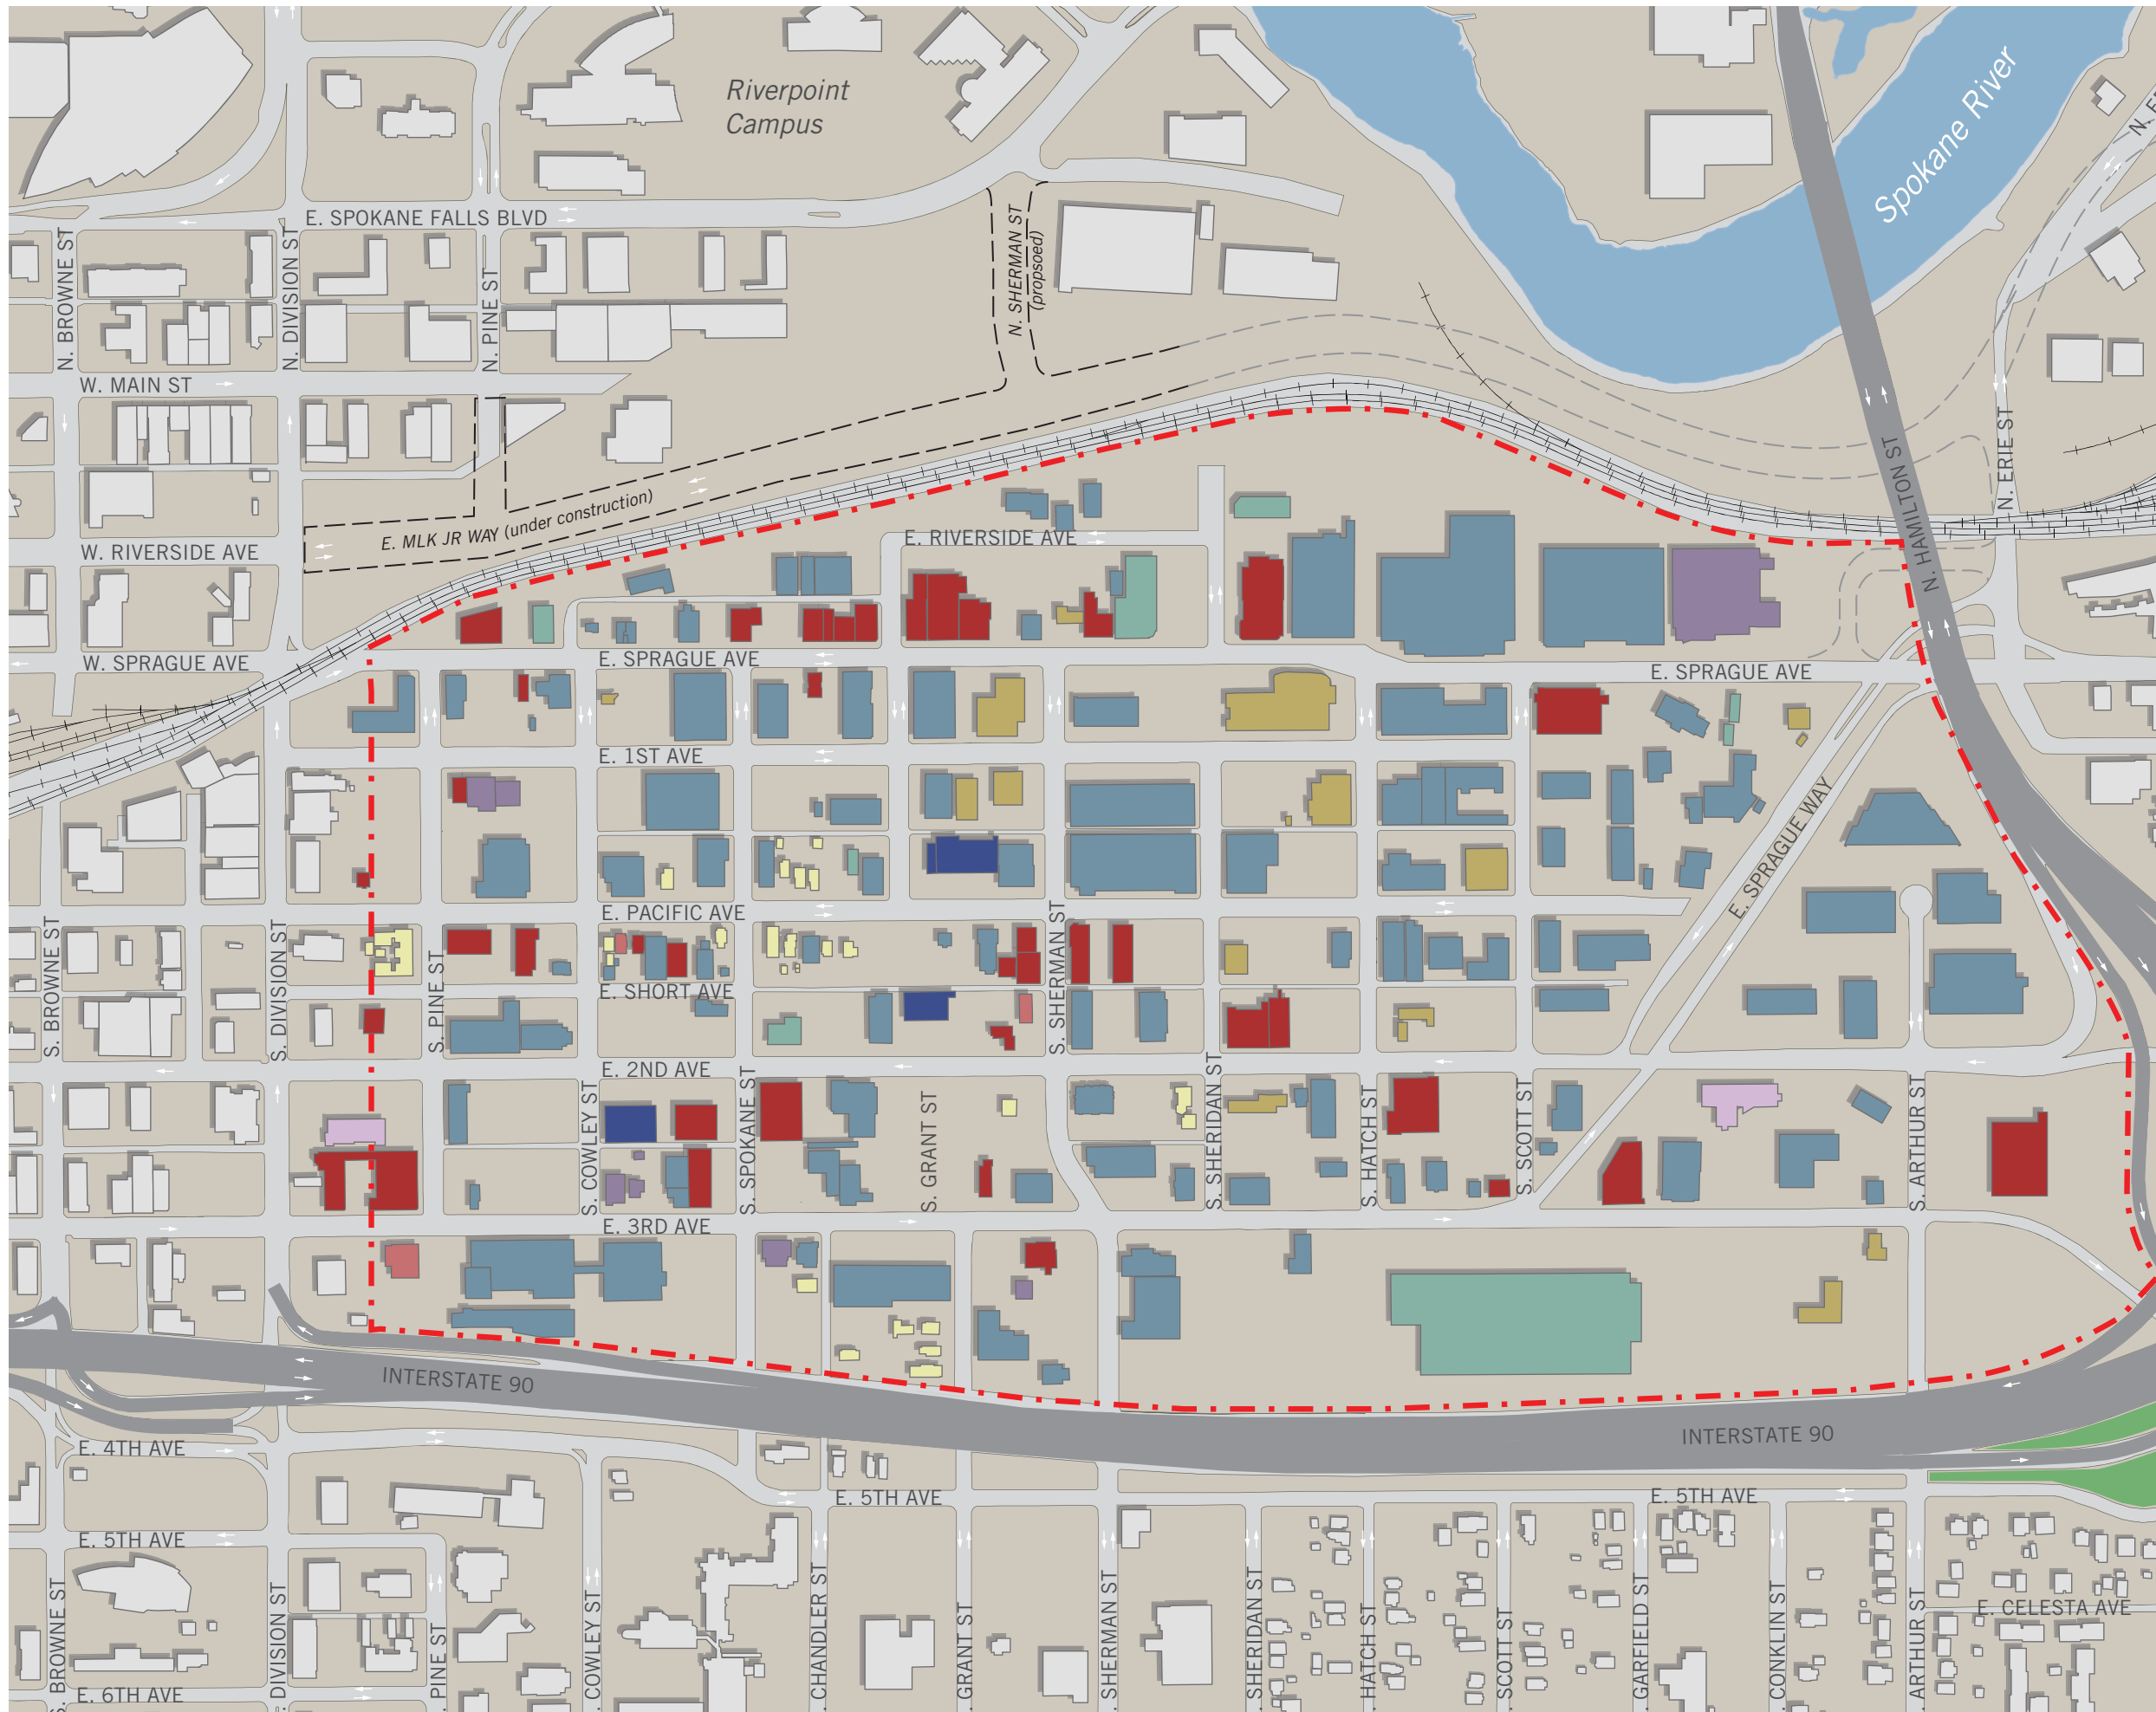 Riverpoint
Campus
Spokane River
N. E
E. SPOKANE FALLS BLVD
N. BROWNE ST
N. DIVISION ST
N. PINE ST
N. SHERMAN ST
(propsoed)
W. MAIN ST
N. HAMILTON ST
N. ERIE ST
E. MLK JR WAY (under construction)
W. RIVERSIDE AVE
E. RIVERSIDE AVE
N. HAMILTON ST
W. SPRAGUE AVE
E. SPRAGUE AVE
E. SPRAGUE AVE
E. 1ST AVE
E. SPRAGUE WAY
E. PACIFIC AVE
S. BROWNE ST
S. DIVISION ST
S. PINE ST
S. SHERMAN ST
E. SHORT AVE
E. 2ND AVE
S. COWLEY ST
S. SPOKANE ST
S. GRANT ST
S. SHERIDAN ST
S. HATCH ST
S. SCOTT ST
S. ARTHUR ST
E. 3RD AVE
INTERSTATE 90
INTERSTATE 90
E. 4TH AVE
E. 5TH AVE
E. 5TH AVE
E. 5TH AVE
S. BROWNE ST
. DIVISION ST
. PINE ST
. COWLEY ST
. CHANDLER ST
. GRANT ST
. SHERMAN ST
. SHERIDAN ST
. HATCH ST
. SCOTT ST
. GARFIELD ST
. CONKLIN ST
. ARTHUR ST
E. CELESTA AVE
E. 6TH AVE